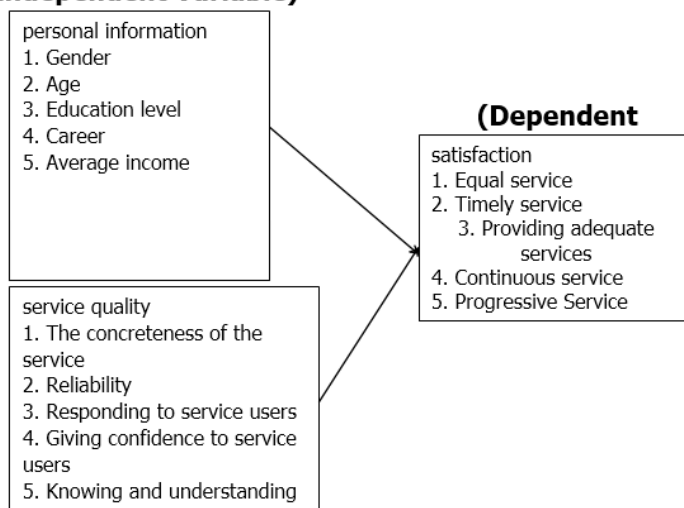 personal information
1. Gender
2. Age
3. Education level
4. Career
5. Average income
(Dependent
satisfaction
1. Equal service
2. Timely service
3. Providing adequate
services
4. Continuous service
5. Progressive Service
service quality
1. The concreteness of the
service
2. Reliability
3. Responding to service users
4. Giving confidence to service
users
5. Knowing and understanding